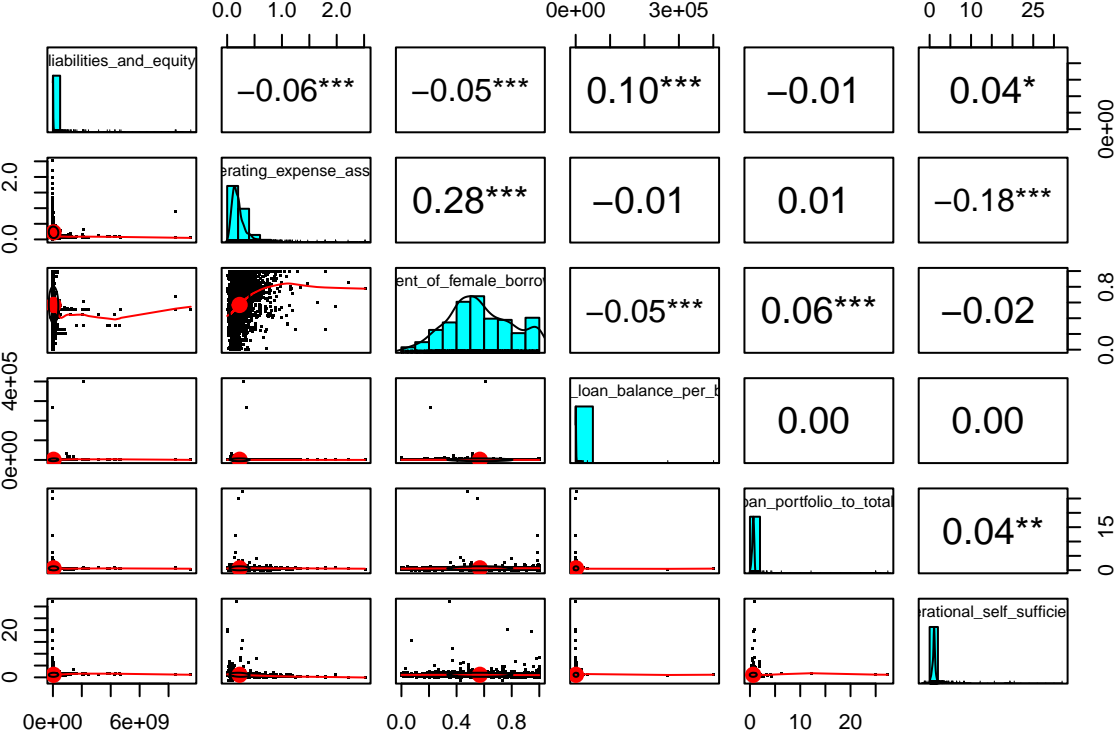 0.0 1.0 2.0 0e+00 3e+05 0 10 25
liabilities_and_equity −0.06*** −0.05*** 0.10*** −0.01 0.04* 0e+00
2.0 0.0 erating_expense_ass 0.28*** −0.01 0.01 −0.18***
ent_of_female_borrov −0.05*** 0.06*** −0.02 0.8 0.0
4e+05 0e+00 _loan_balance_per_b 0.00 0.00
oan_portfolio_to_total 0.04** 15 0
20 0 erational_self_sufficie
0e+00 6e+09 0.0 0.4 0.8 0 10 20